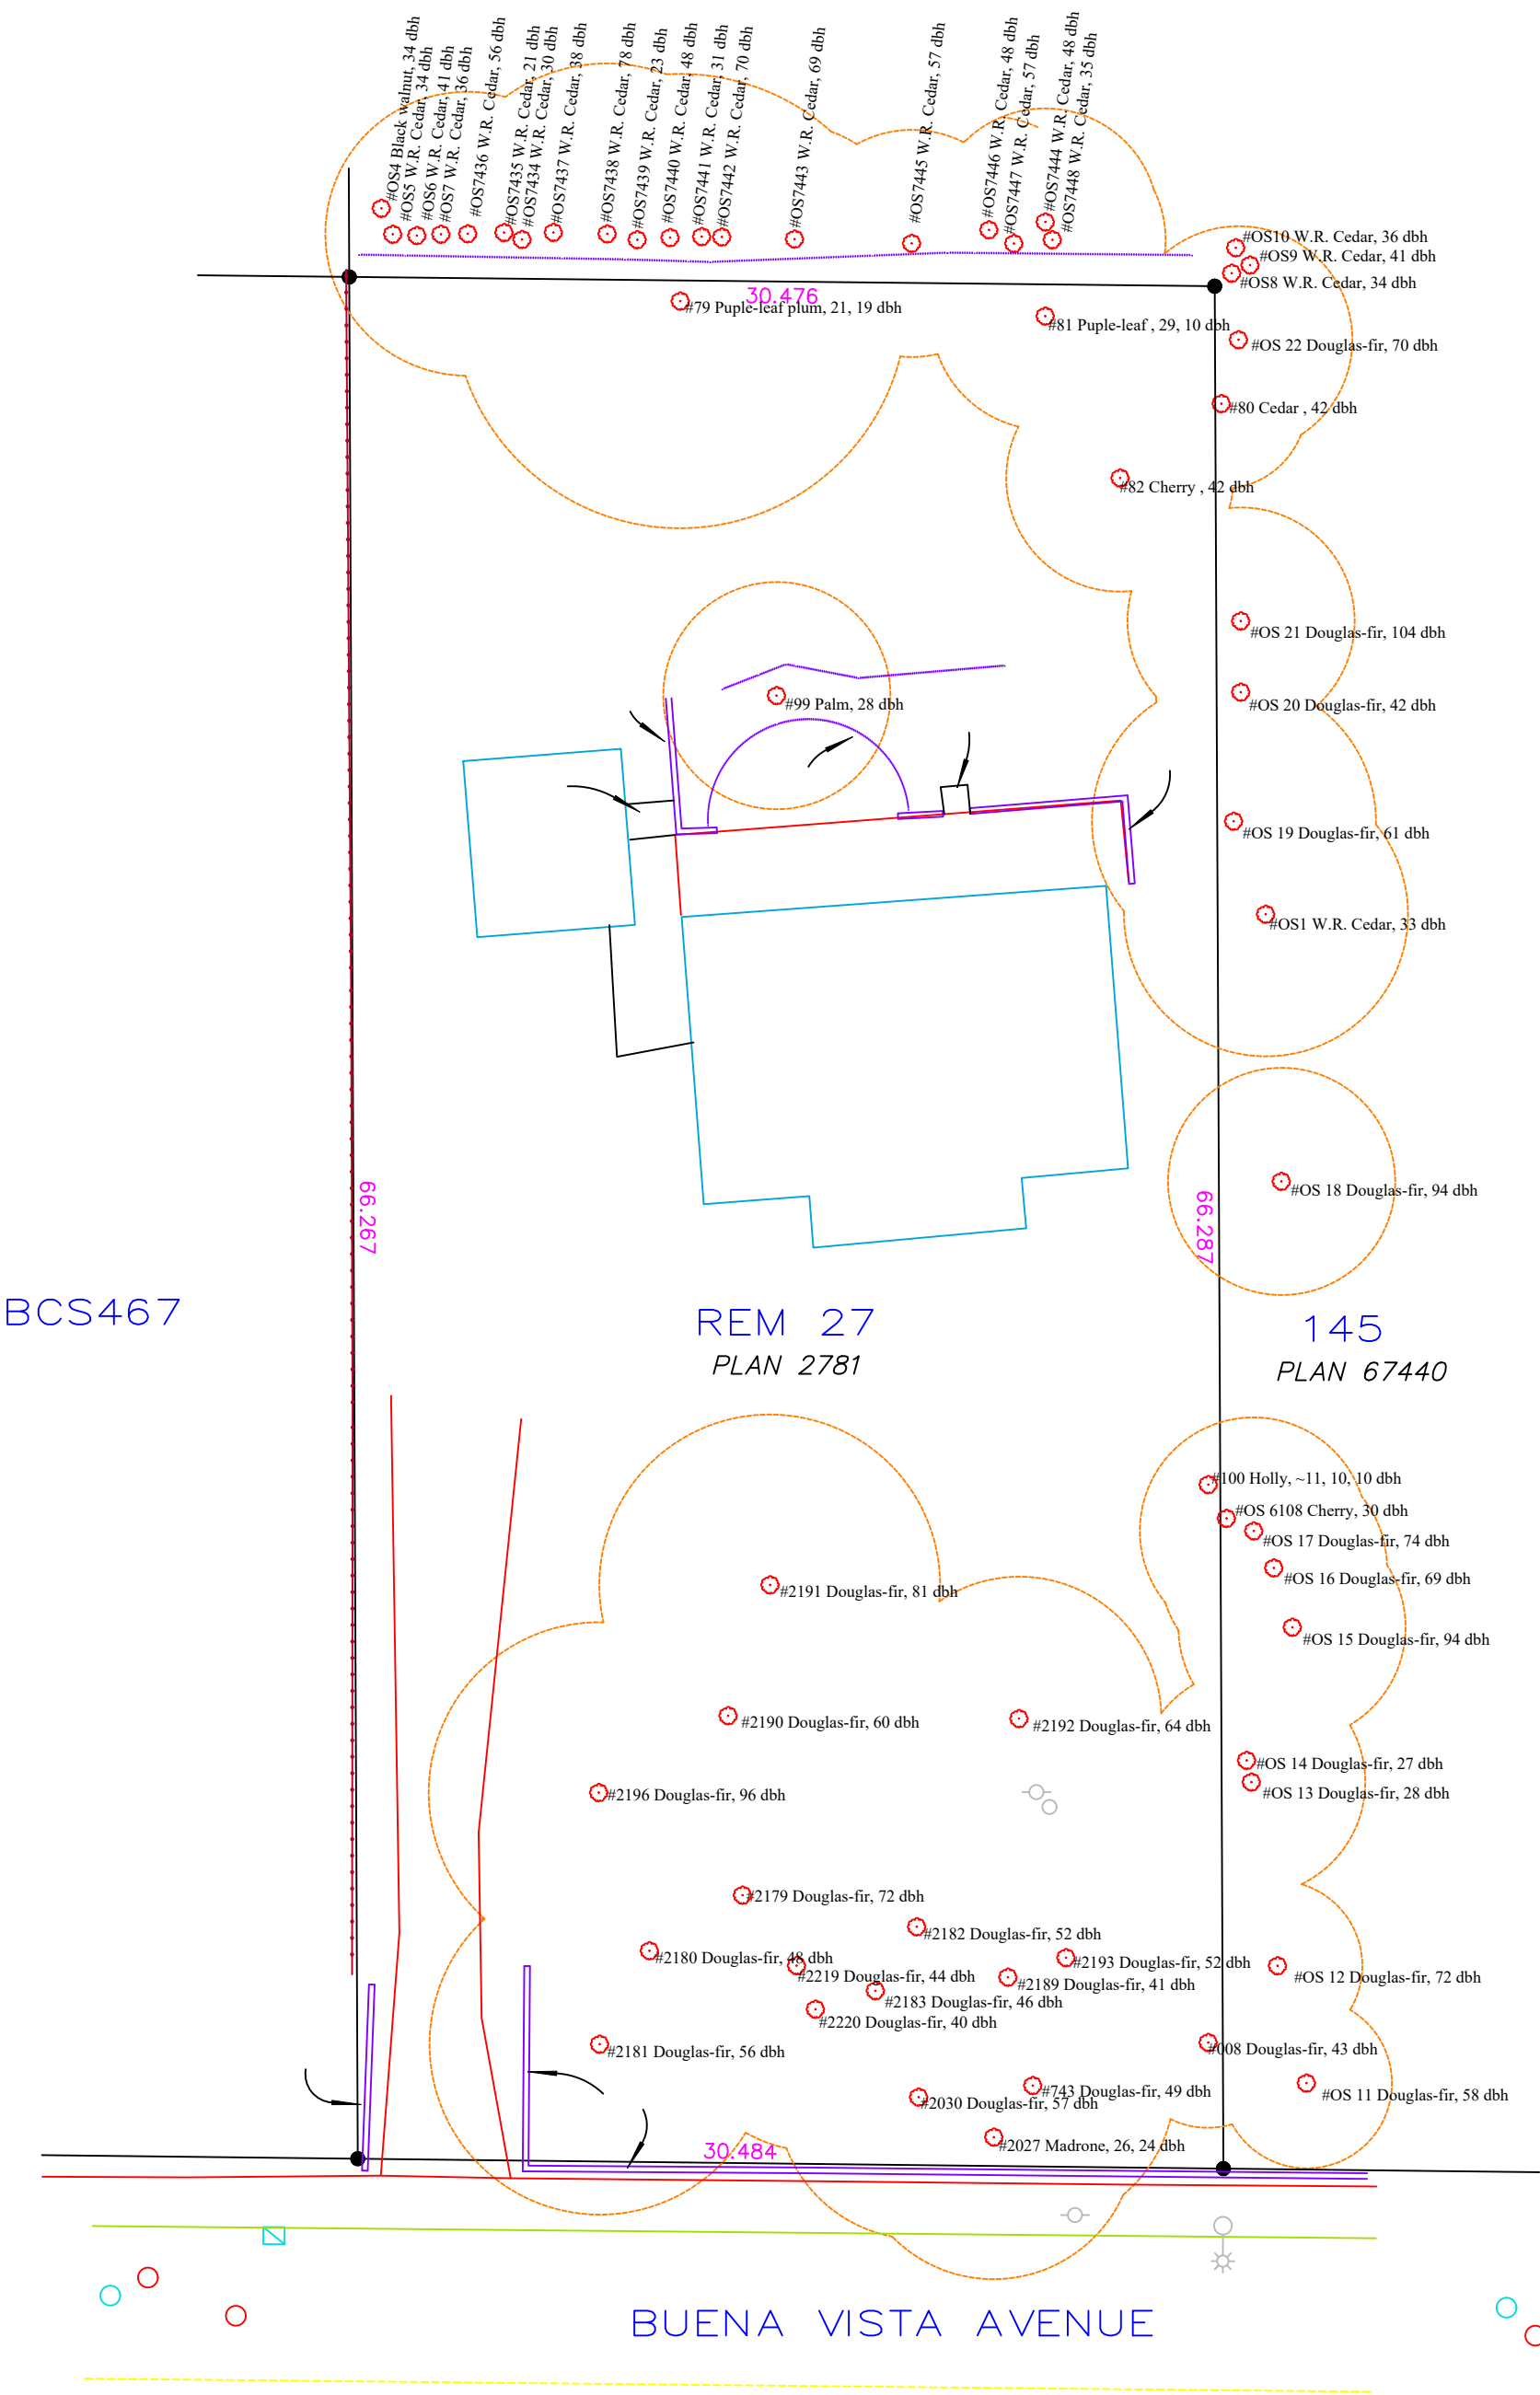 #OS4 Black walnut, 34 dbh
#OS5 W.R. Cedar, 34 dbh
#OS6 W.R. Cedar, 41 dbh
#OS7 W.R. Cedar, 36 dbh
#OS7436 W.R. Cedar, 56 dbh
#OS7435 W.R. Cedar, 21 dbh
#OS7434 W.R. Cedar, 30 dbh
#OS7437 W.R. Cedar, 38 dbh
#OS7438 W.R. Cedar, 78 dbh
#OS7439 W.R. Cedar, 23 dbh
#OS7440 W.R. Cedar, 48 dbh
#OS7441 W.R. Cedar, 31 dbh
#OS7442 W.R. Cedar, 70 dbh
#OS7443 W.R. Cedar, 69 dbh
#OS7445 W.R. Cedar, 57 dbh
#OS7446 W.R. Cedar, 48 dbh
#OS7447 W.R. Cedar, 57 dbh
#OS7444 W.R. Cedar, 48 dbh
#OS7448 W.R. Cedar, 35 dbh
#OS10 W.R. Cedar, 36 dbh
#OS9 W.R. Cedar, 41 dbh
#OS8 W.R. Cedar, 34 dbh
30.476
#79 Puple-leaf plum, 21, 19 dbh
#81 Puple-leaf , 29, 10 dbh
#OS 22 Douglas-fir, 70 dbh
#80 Cedar , 42 dbh
#82 Cherry , 42 dbh
#OS 21 Douglas-fir, 104 dbh
#99 Palm, 28 dbh
#OS 20 Douglas-fir, 42 dbh
#OS 19 Douglas-fir, 61 dbh
#OS1 W.R. Cedar, 33 dbh
#OS 18 Douglas-fir, 94 dbh
66.267
66.287
BCS467
REM 27
145
PLAN 2781
PLAN 67440
#100 Holly, ~11, 10, 10 dbh
#OS 6108 Cherry, 30 dbh
#OS 17 Douglas-fir, 74 dbh
#OS 16 Douglas-fir, 69 dbh
#2191 Douglas-fir, 81 dbh
#OS 15 Douglas-fir, 94 dbh
#2190 Douglas-fir, 60 dbh
#2192 Douglas-fir, 64 dbh
#OS 14 Douglas-fir, 27 dbh
#2196 Douglas-fir, 96 dbh
#OS 13 Douglas-fir, 28 dbh
#2179 Douglas-fir, 72 dbh
#2182 Douglas-fir, 52 dbh
#2180 Douglas-fir, 48 dbh
#2193 Douglas-fir, 52 dbh
#2219 Douglas-fir, 44 dbh
#OS 12 Douglas-fir, 72 dbh
#2189 Douglas-fir, 41 dbh
#2183 Douglas-fir, 46 dbh
#2220 Douglas-fir, 40 dbh
#2181 Douglas-fir, 56 dbh
#008 Douglas-fir, 43 dbh
#743 Douglas-fir, 49 dbh
#OS 11 Douglas-fir, 58 dbh
#2030 Douglas-fir, 57 dbh
#2027 Madrone, 26, 24 dbh
30.484
BUENA VISTA AVENUE